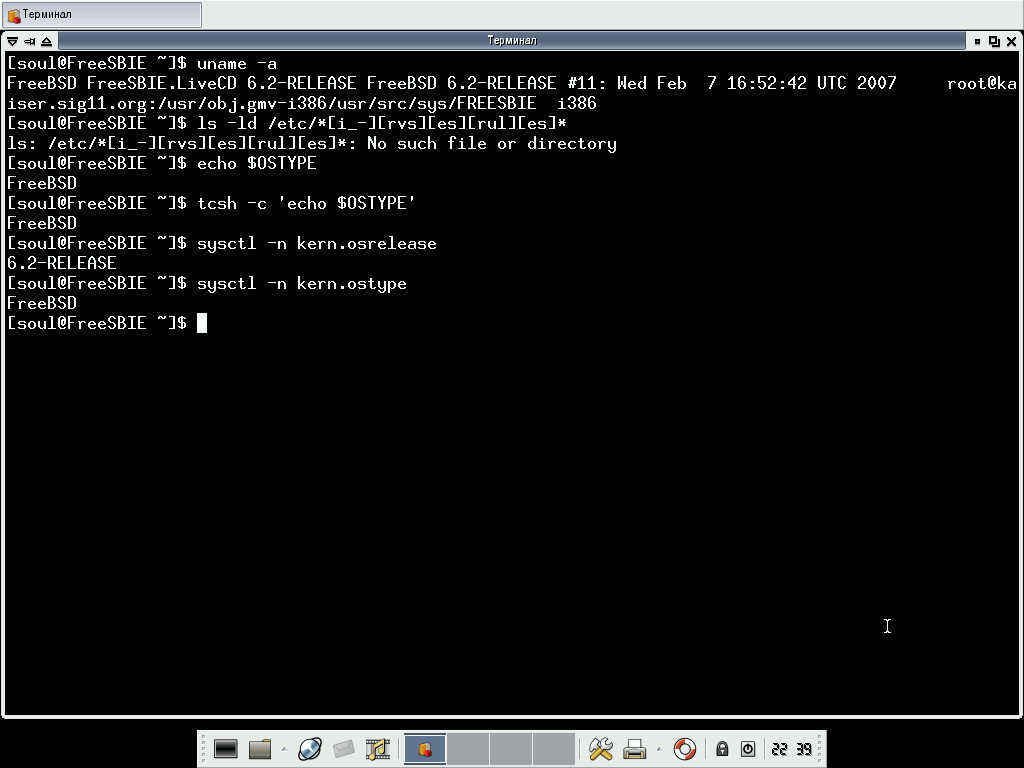 Терминал
Терминал
[soul@FreeSBIE ~]$ uname -a
FreeBSD FreeSBIE.LiveCD 6.2-RELEASE FreeBSD 6.2-RELEASE #11: Wed Feb  7 16:52:42 UTC 2007     root@ka
iser.sig11.org:/usr/obj.gmv-i386/usr/src/sys/FREESBIE  i386
[soul@FreeSBIE ~]$ ls -ld /etc/*[i_-][rvs][es][rul][es]*
ls: /etc/*[i_-][rvs][es][rul][es]*: No such file or directory
[soul@FreeSBIE ~]$ echo $OSTYPE
FreeBSD
[soul@FreeSBIE ~]$ tcsh -c 'echo $OSTYPE'
FreeBSD
[soul@FreeSBIE ~]$ sysctl -n kern.osrelease
6.2-RELEASE
[soul@FreeSBIE ~]$ sysctl -n kern.ostype
FreeBSD
[soul@FreeSBIE ~]$
22 39